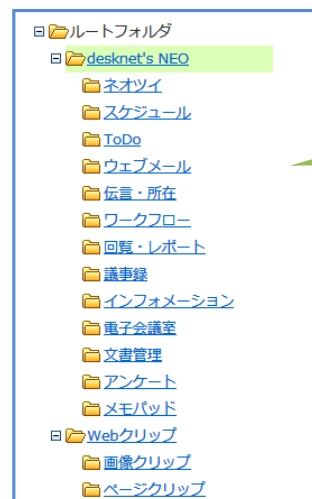 ルートフォルダ
desknet's NEO
ネオツイ
スケジュール
ToDo
ウェブメール
伝言・所在
ワークフロー
回覧・レポート
議事録
インフォメーション
電子会議室
文書管理
アンケート
メモパッド
Webクリップ
画像クリップ
ページクリップ